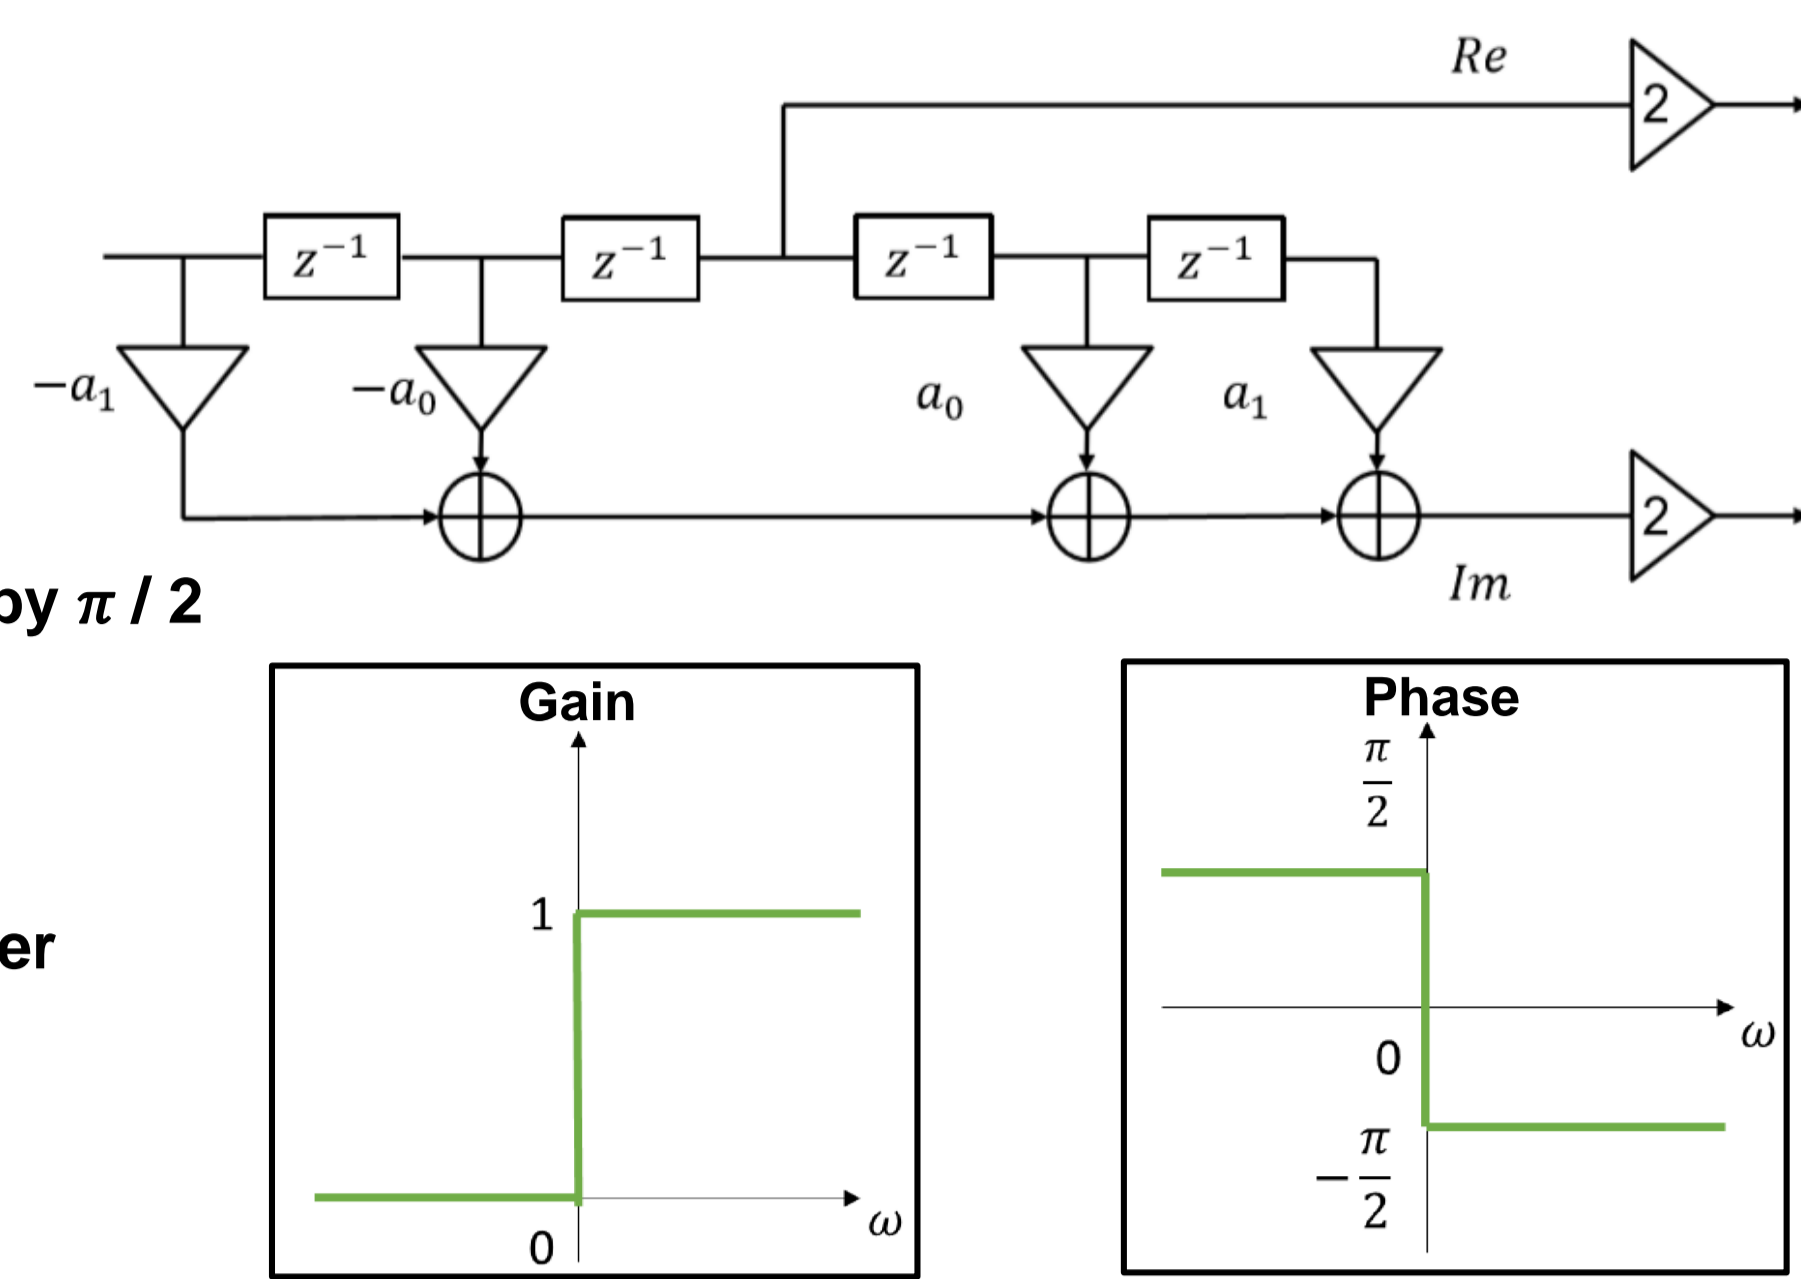 Re
2
z⁻¹ z⁻¹ z⁻¹ z⁻¹
−a₁ −a₀ a₀ a₁
2
Im
by π / 2
Gain
1
0
ω
Phase
π/2
0
ω
−π/2
er